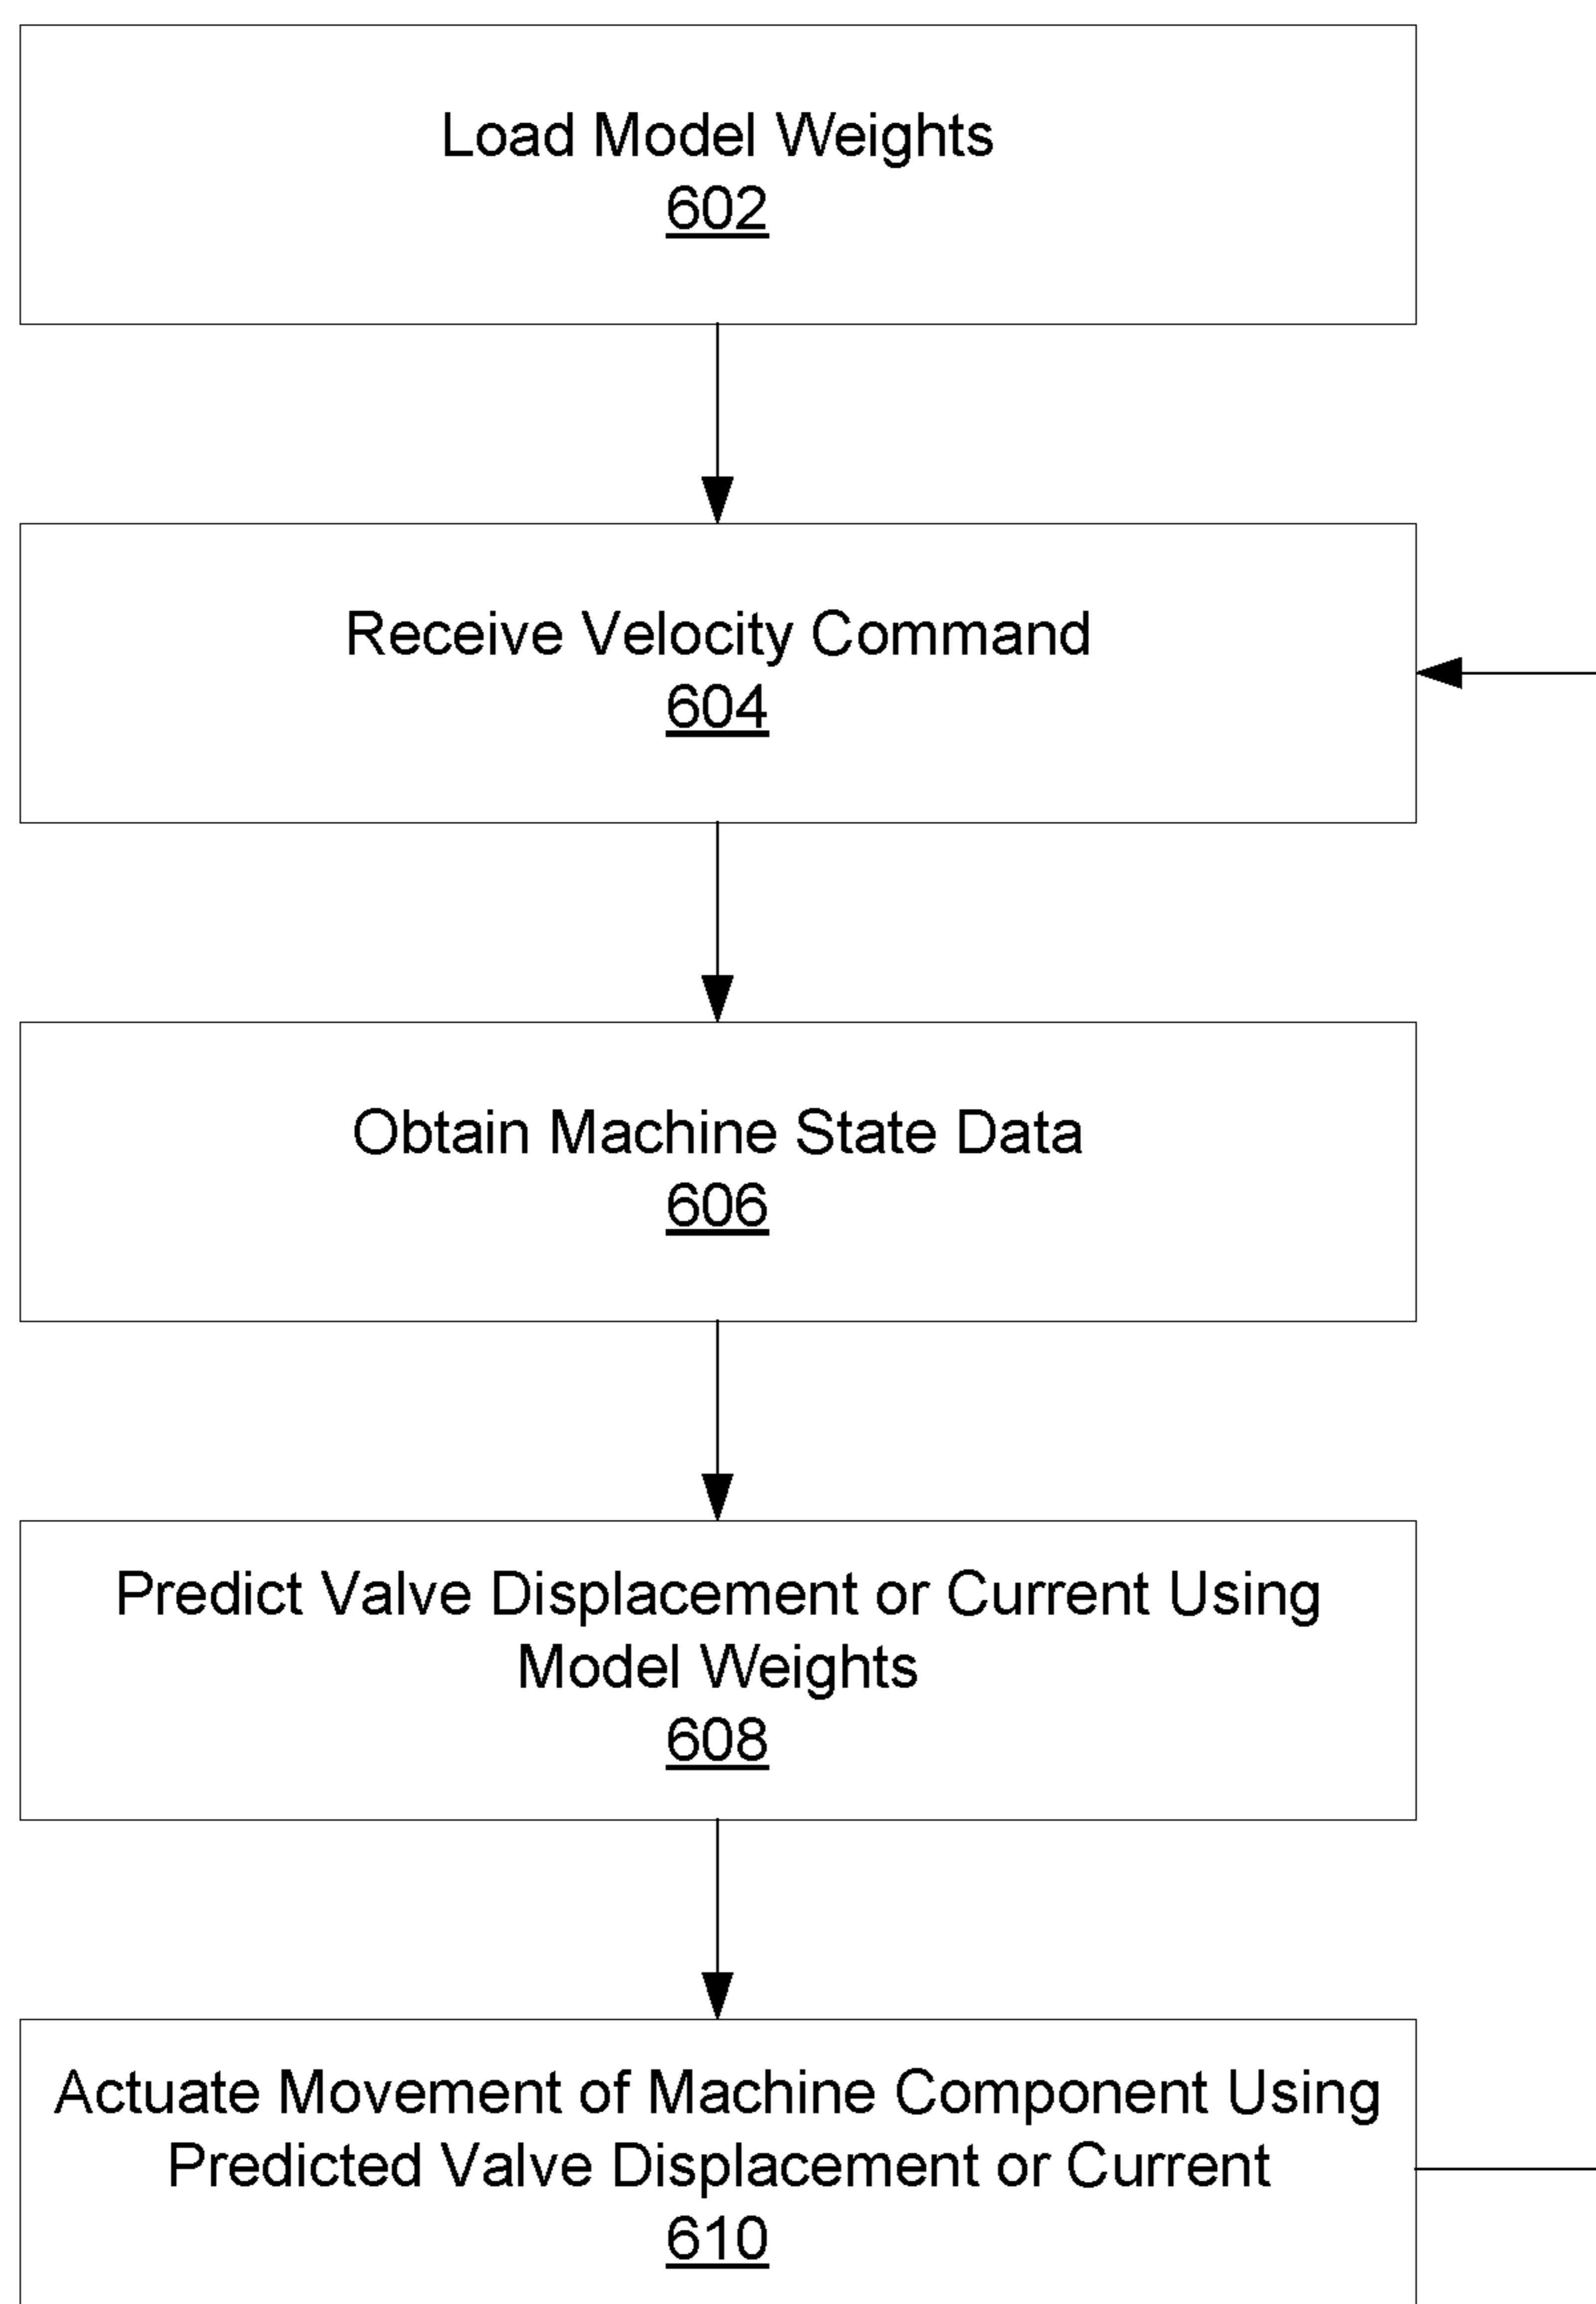 Load Model Weights
602
Receive Velocity Command
604
Obtain Machine State Data
606
Predict Valve Displacement or Current Using
Model Weights
608
Actuate Movement of Machine Component Using
Predicted Valve Displacement or Current
610